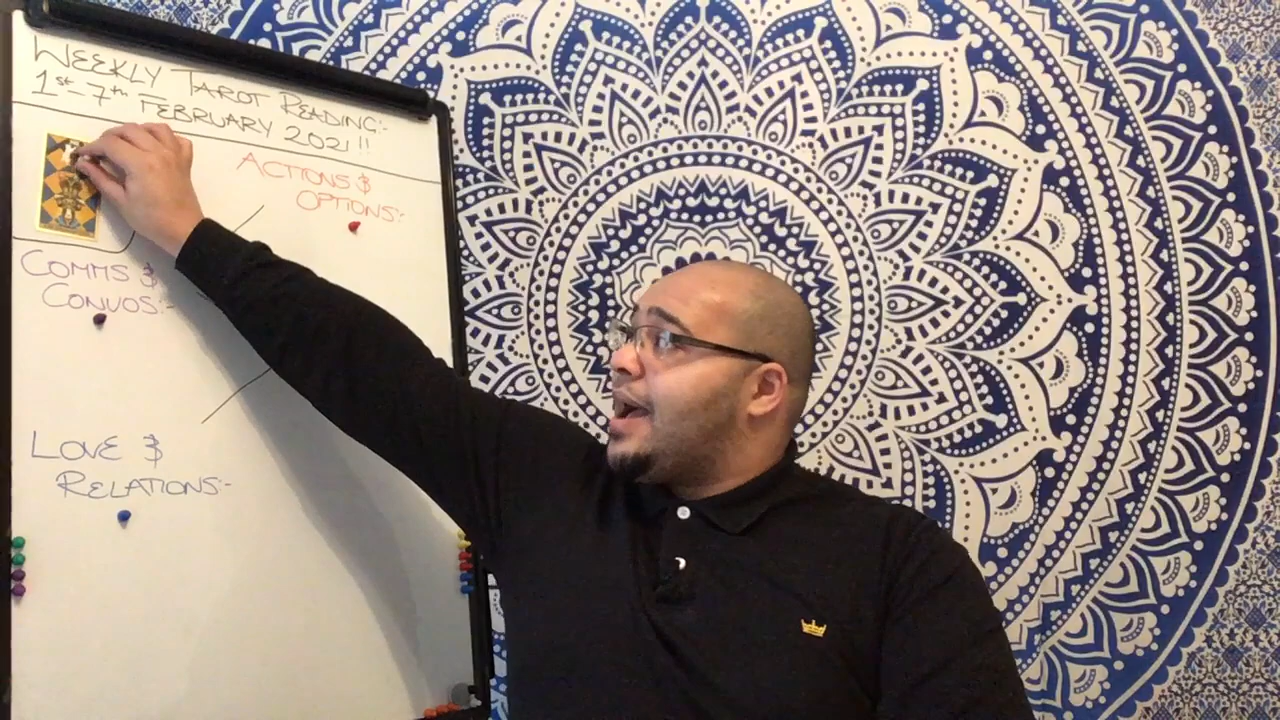 WEEKLY TAROT READING:-
1st-7th FEBRUARY 2021!!
ACTIONS &
OPTIONS:-
COMMS &
CONVOS:-
LOVE &
RELATIONS:-